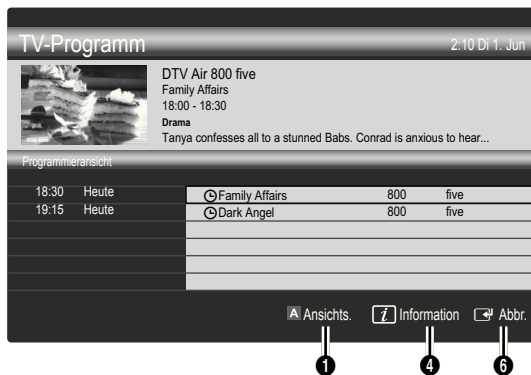 TV-Programm 2:10 Di 1. Jun
DTV Air 800 five
Family Affairs
18:00 - 18:30
Drama
Tanya confesses all to a stunned Babs. Conrad is anxious to hear...
Programmieransicht
18:30 Heute Family Affairs 800 five
19:15 Heute Dark Angel 800 five
A Ansichts. i Information Abbr.
1 4 6